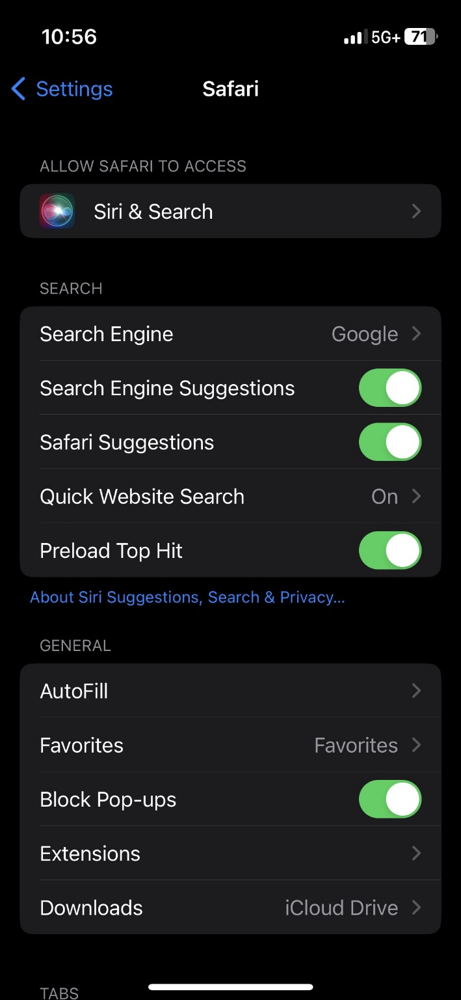 10:56
5G+ 71
Settings
Safari
ALLOW SAFARI TO ACCESS
Siri & Search
SEARCH
Search Engine Google
Search Engine Suggestions
Safari Suggestions
Quick Website Search On
Preload Top Hit
About Siri Suggestions, Search & Privacy...
GENERAL
AutoFill
Favorites Favorites
Block Pop-ups
Extensions
Downloads iCloud Drive
TABS